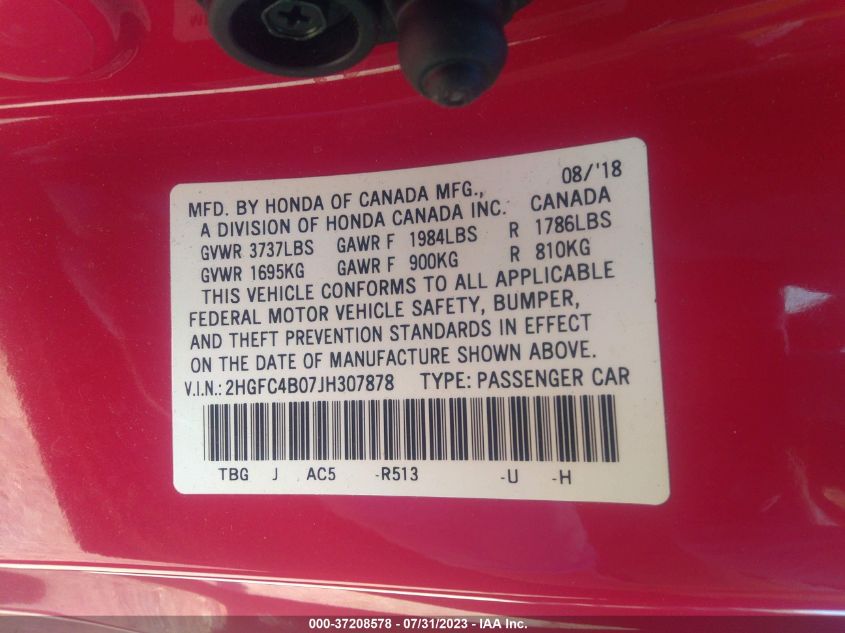 08/'18
MFD. BY HONDA OF CANADA MFG.,
A DIVISION OF HONDA CANADA INC. CANADA
GVWR 3737LBS GAWR F 1984LBS R 1786LBS
GVWR 1695KG GAWR F 900KG R 810KG
THIS VEHICLE CONFORMS TO ALL APPLICABLE
FEDERAL MOTOR VEHICLE SAFETY, BUMPER,
AND THEFT PREVENTION STANDARDS IN EFFECT
ON THE DATE OF MANUFACTURE SHOWN ABOVE.
V.I.N.: 2HGFC4B07JH307878 TYPE: PASSENGER CAR
TBG J AC5 -R513 -U -H
000-37208578 - 07/31/2023 - IAA Inc.